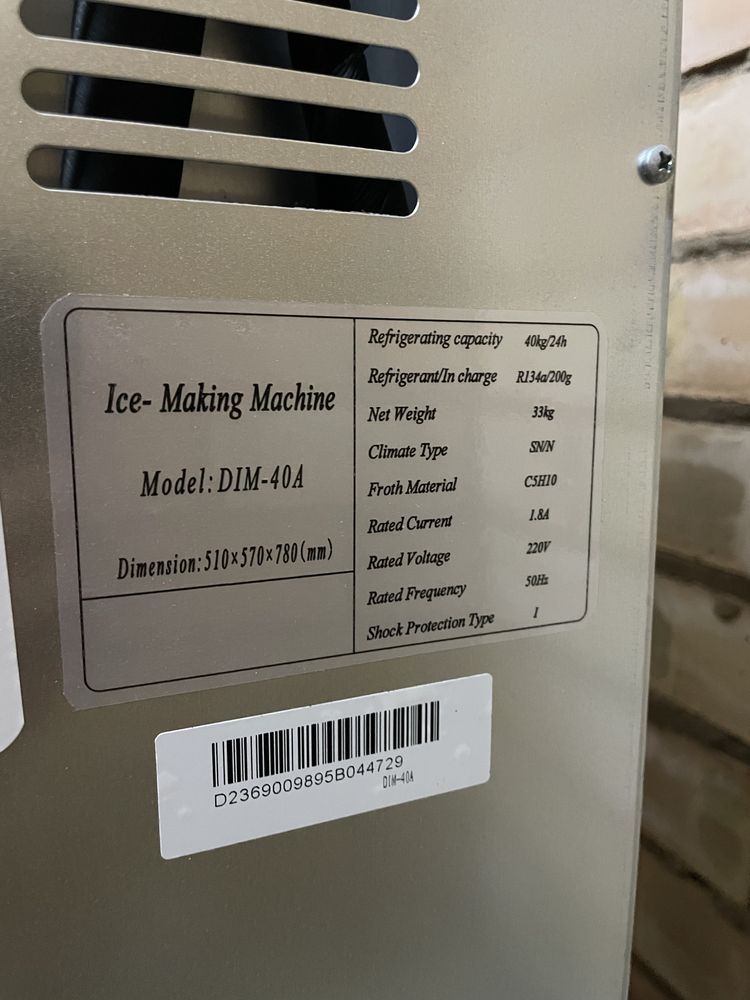 Ice- Making Machine
Model:DIM-40A
Dimension:510×570×780(mm)
Refrigerating capacity 40kg/24h
Refrigerant/In charge R134a/200g
Net Weight 33kg
Climate Type SN/N
Froth Material C5H10
Rated Current 1.8A
Rated Voltage 220V
Rated Frequency 50Hz
Shock Protection Type I
D2369009895B044729
DIM-40A